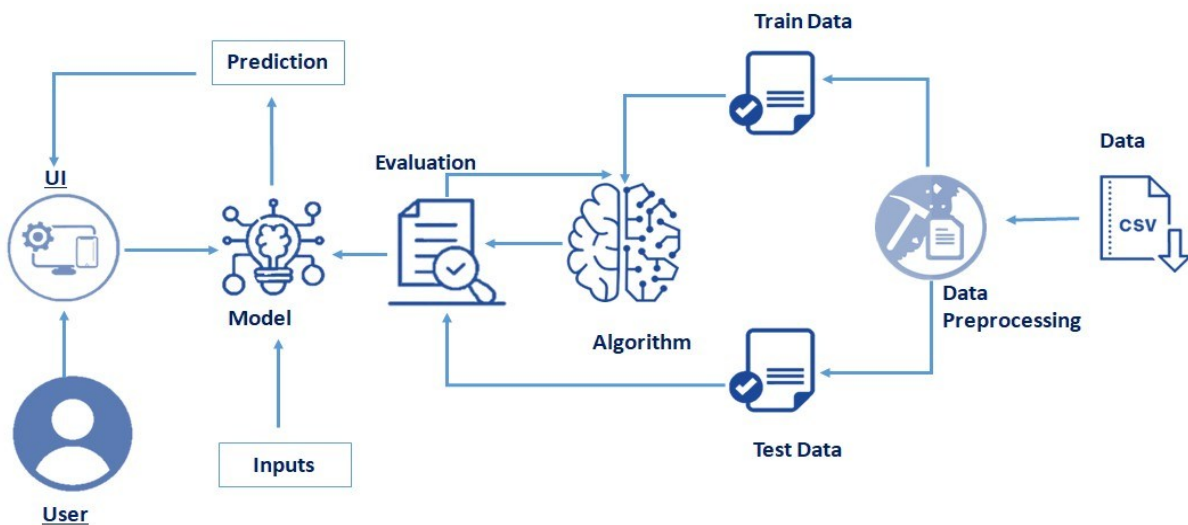 Train Data
Prediction
Data
Evaluation
UI
CSV
Model
Algorithm
Data
Preprocessing
Inputs
Test Data
User